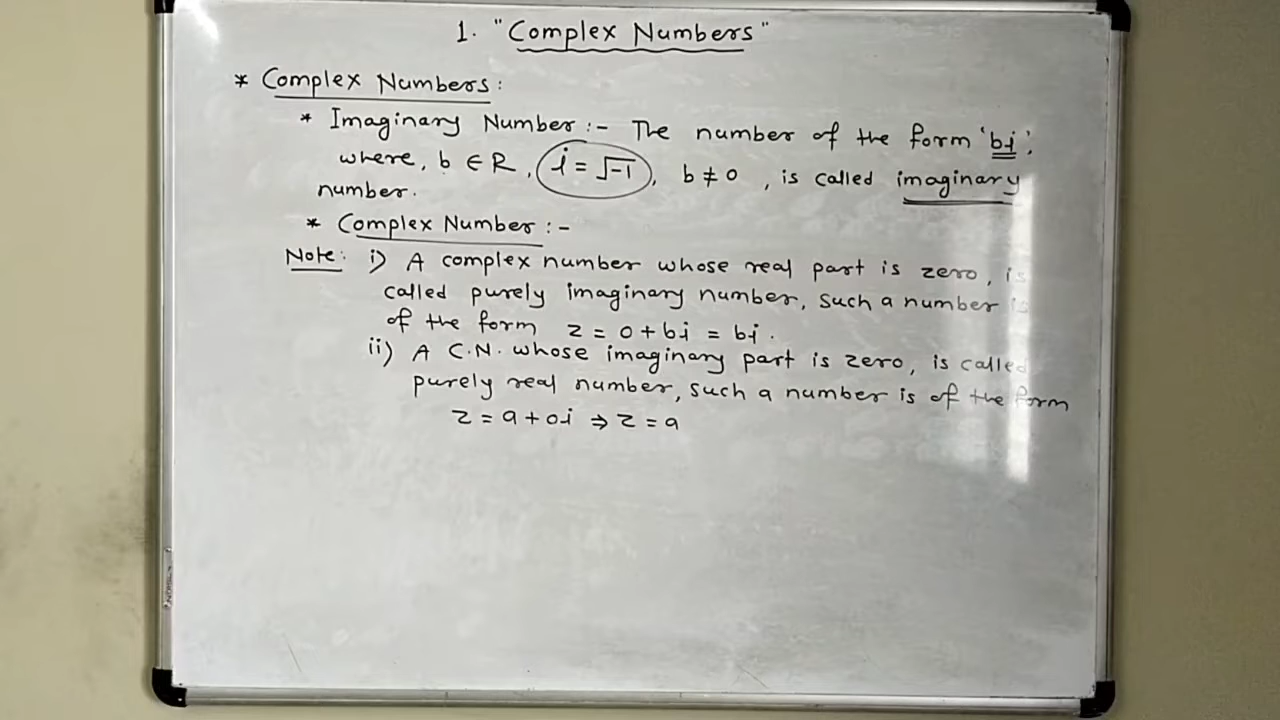 1. "Complex Numbers"
* Complex Numbers:
* Imaginary Number :- The number of the form 'bi',
where, b ∈ R, i = √-1, b ≠ 0, is called imaginary
number.
* Complex Number :-
Note: i) A complex number whose real part is zero, is
called purely imaginary number, such a number is
of the form z = 0 + bi = bi.
ii) A C.N. whose imaginary part is zero, is called
purely real number, such a number is of the form
z = a + 0i ⇒ z = a